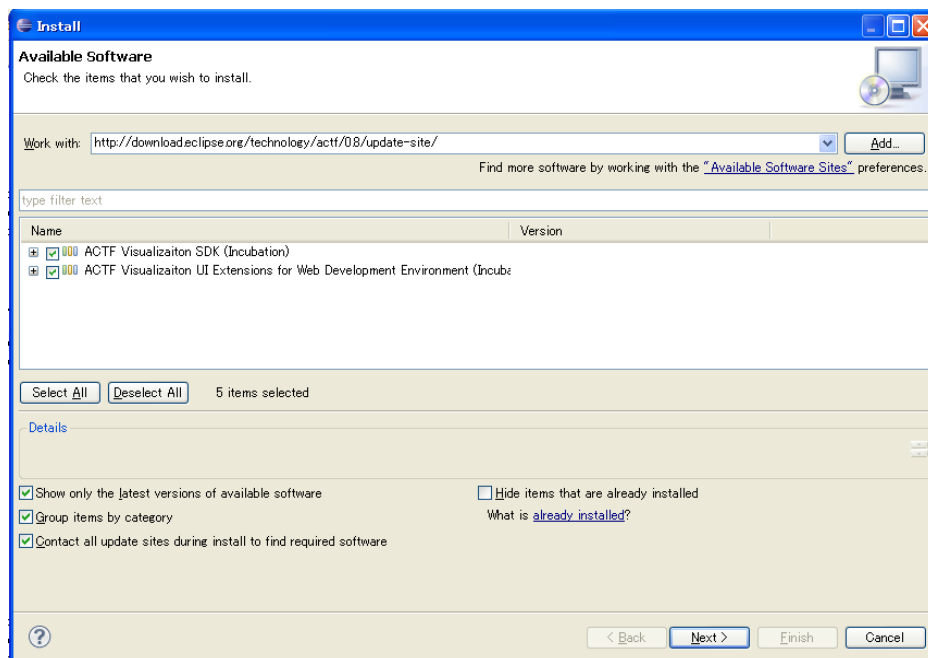 Install
Available Software
Check the items that you wish to install.
Work with: http://download.eclipse.org/technology/actf/0.8/update-site/ Add...
Find more software by working with the "Available Software Sites" preferences.
type filter text
Name Version
ACTF Visualizaiton SDK (Incubation)
ACTF Visualizaiton UI Extensions for Web Development Environment (Incuba
Select All Deselect All 5 items selected
Details
Show only the latest versions of available software Hide items that are already installed
Group items by category What is already installed?
Contact all update sites during install to find required software
? < Back Next > Finish Cancel